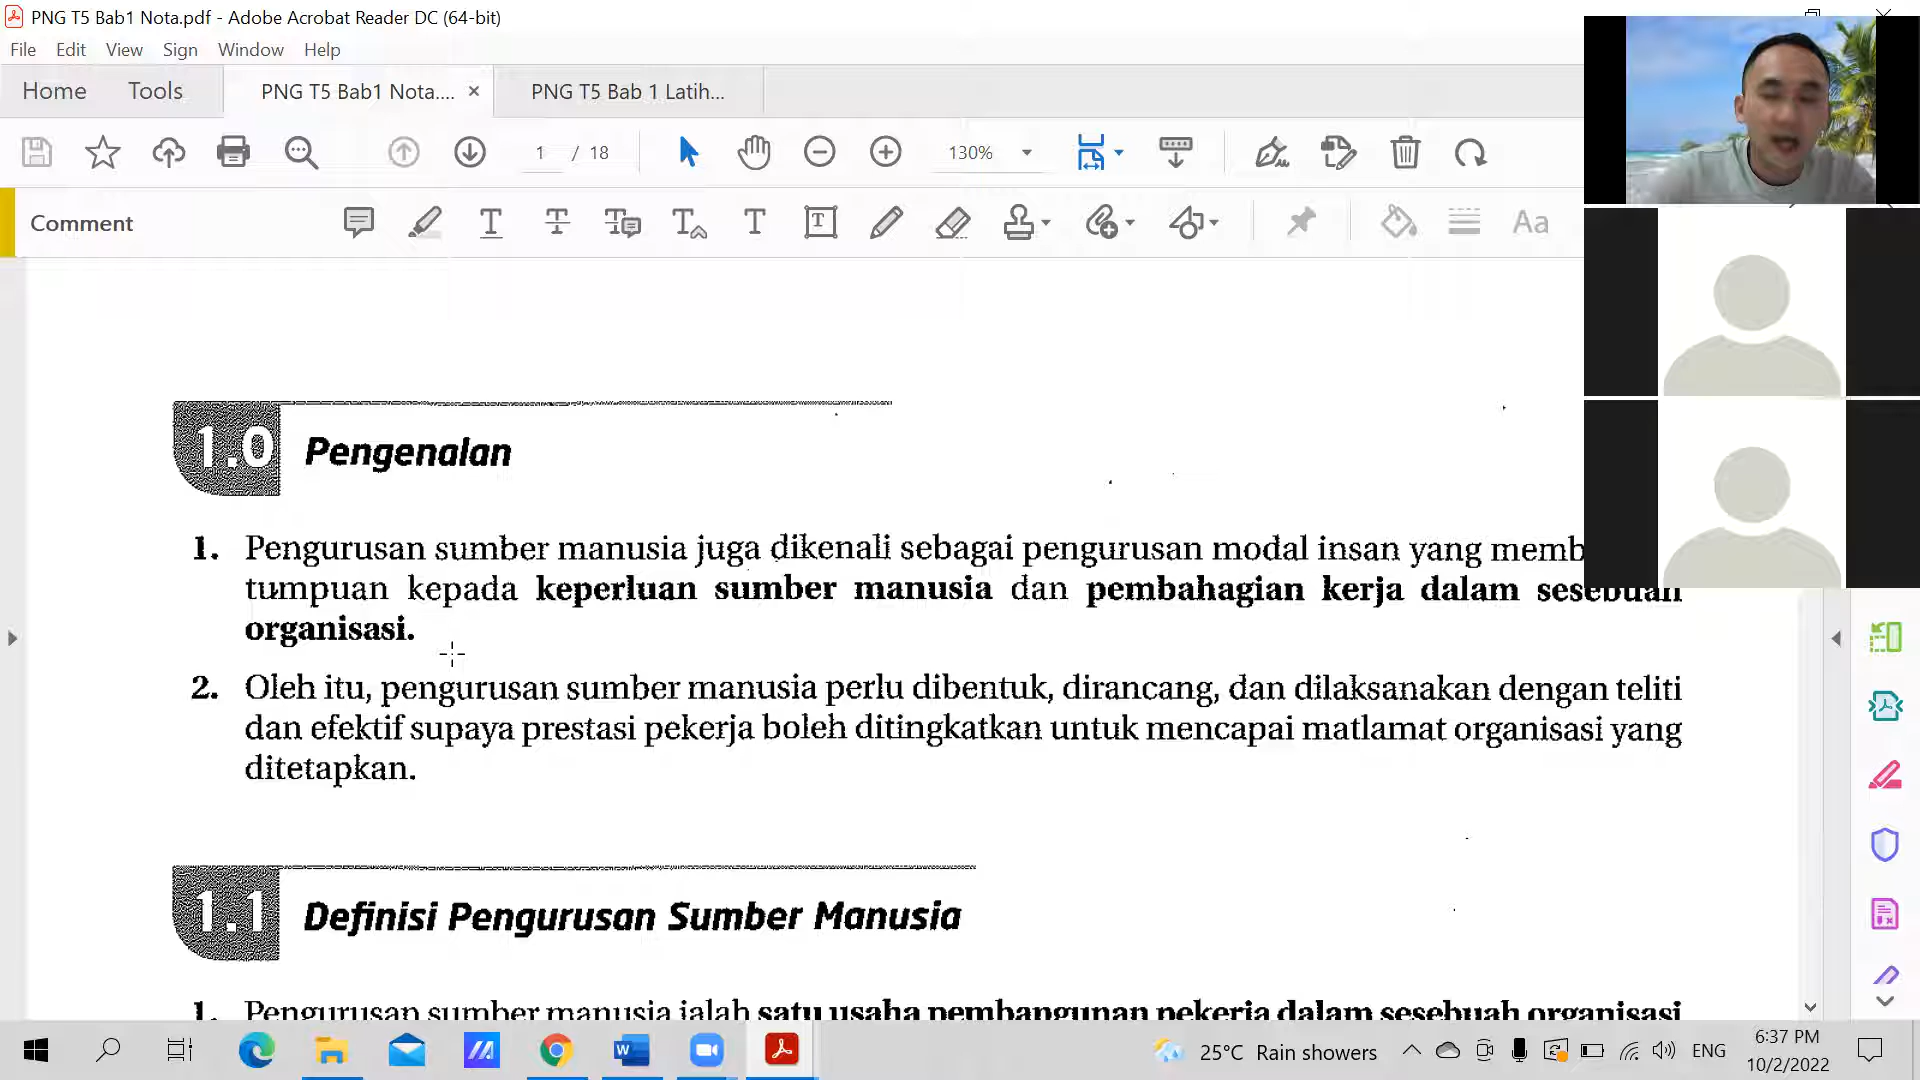 PNG T5 Bab1 Nota.pdf - Adobe Acrobat Reader DC (64-bit)
File Edit View Sign Window Help
Home Tools PNG T5 Bab1 Nota.... × PNG T5 Bab 1 Latih...
1 / 18 130%
Comment
1.0 Pengenalan
1. Pengurusan sumber manusia juga dikenali sebagai pengurusan modal insan yang memb
tumpuan kepada keperluan sumber manusia dan pembahagian kerja dalam sesebuah
organisasi.
2. Oleh itu, pengurusan sumber manusia perlu dibentuk, dirancang, dan dilaksanakan dengan teliti
dan efektif supaya prestasi pekerja boleh ditingkatkan untuk mencapai matlamat organisasi yang
ditetapkan.
1.1 Definisi Pengurusan Sumber Manusia
1. Pengurusan sumber manusia ialah satu usaha pembangunan pekerja dalam sesebuah organisasi
25°C Rain showers ENG 6:37 PM
10/2/2022